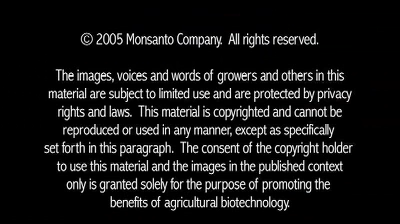 © 2005 Monsanto Company.  All rights reserved.
The images, voices and words of growers and others in this
material are subject to limited use and are protected by privacy
rights and laws.  This material is copyrighted and cannot be
reproduced or used in any manner, except as specifically
set forth in this paragraph.  The consent of the copyright holder
to use this material and the images in the published context
only is granted solely for the purpose of promoting the
benefits of agricultural biotechnology.